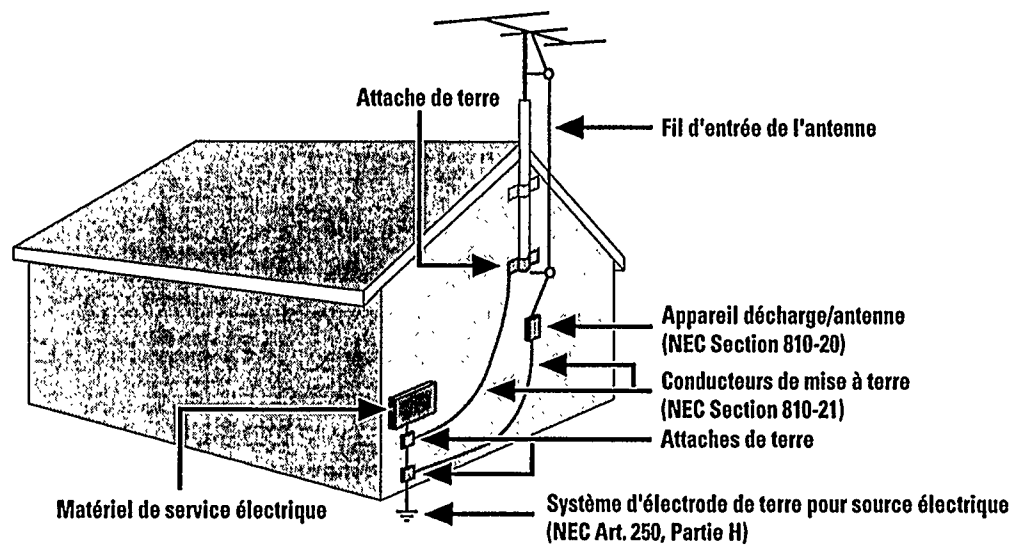 Attache de terre
Fil d'entrée de l'antenne
Appareil décharge/antenne
(NEC Section 810-20)
Conducteurs de mise à terre
(NEC Section 810-21)
Attaches de terre
Matériel de service électrique
Système d'électrode de terre pour source électrique
(NEC Art. 250, Partie H)